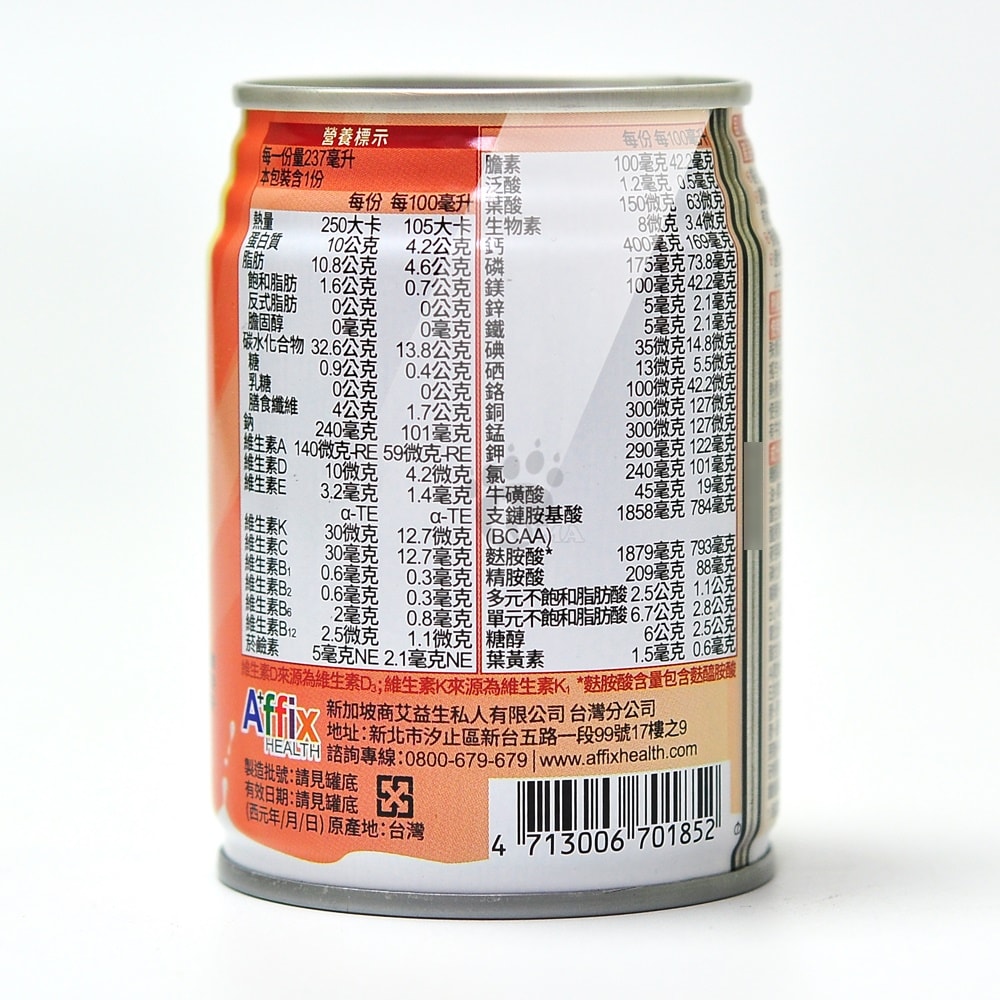 營養標示
每一份量237毫升
本包裝含1份
每份 每100毫升
熱量 250大卡 105大卡
蛋白質 10公克 4.2公克
脂肪 10.8公克 4.6公克
飽和脂肪 1.6公克 0.7公克
反式脂肪 0公克 0公克
膽固醇 0毫克 0毫克
碳水化合物 32.6公克 13.8公克
糖 0.9公克 0.4公克
乳糖 0公克 0公克
膳食纖維 4公克 1.7公克
鈉 240毫克 101毫克
維生素A 140微克-RE 59微克-RE
維生素D 10微克 4.2微克
維生素E 3.2毫克 1.4毫克
α-TE α-TE
維生素K 30微克 12.7微克
維生素C 30毫克 12.7毫克
維生素B1 0.6毫克 0.3毫克
維生素B2 0.6毫克 0.3毫克
維生素B6 2毫克 0.8毫克
維生素B12 2.5微克 1.1微克
菸鹼素 5毫克NE 2.1毫克NE
每份 每100毫升
膽素 100毫克 42.2毫克
泛酸 1.2毫克 0.5毫克
葉酸 150微克 63微克
生物素 8微克 3.4微克
鈣 400毫克 169毫克
磷 175毫克 73.8毫克
鎂 100毫克 42.2毫克
鋅 5毫克 2.1毫克
鐵 5毫克 2.1毫克
碘 35微克 14.8微克
硒 13微克 5.5微克
鉻 100微克 42.2微克
銅 300微克 127微克
錳 300微克 127微克
鉀 290毫克 122毫克
氯 240毫克 101毫克
牛磺酸 45毫克 19毫克
支鏈胺基酸 1858毫克 784毫克
(BCAA)
麩胺酸* 1879毫克 793毫克
精胺酸 209毫克 88毫克
多元不飽和脂肪酸 2.5公克 1.1公克
單元不飽和脂肪酸 6.7公克 2.8公克
糖醇 6公克 2.5公克
葉黃素 1.5毫克 0.6毫克
維生素D來源為維生素D3;維生素K來源為維生素K1 *麩胺酸含量包含麩醯胺酸
A+ffix
HEALTH
新加坡商艾益生私人有限公司 台灣分公司
地址:新北市汐止區新台五路一段99號17樓之9
諮詢專線:0800-679-679 | www.affixhealth.com
製造批號:請見罐底
有效日期:請見罐底
(西元年/月/日) 原產地:台灣
4 713006 701852